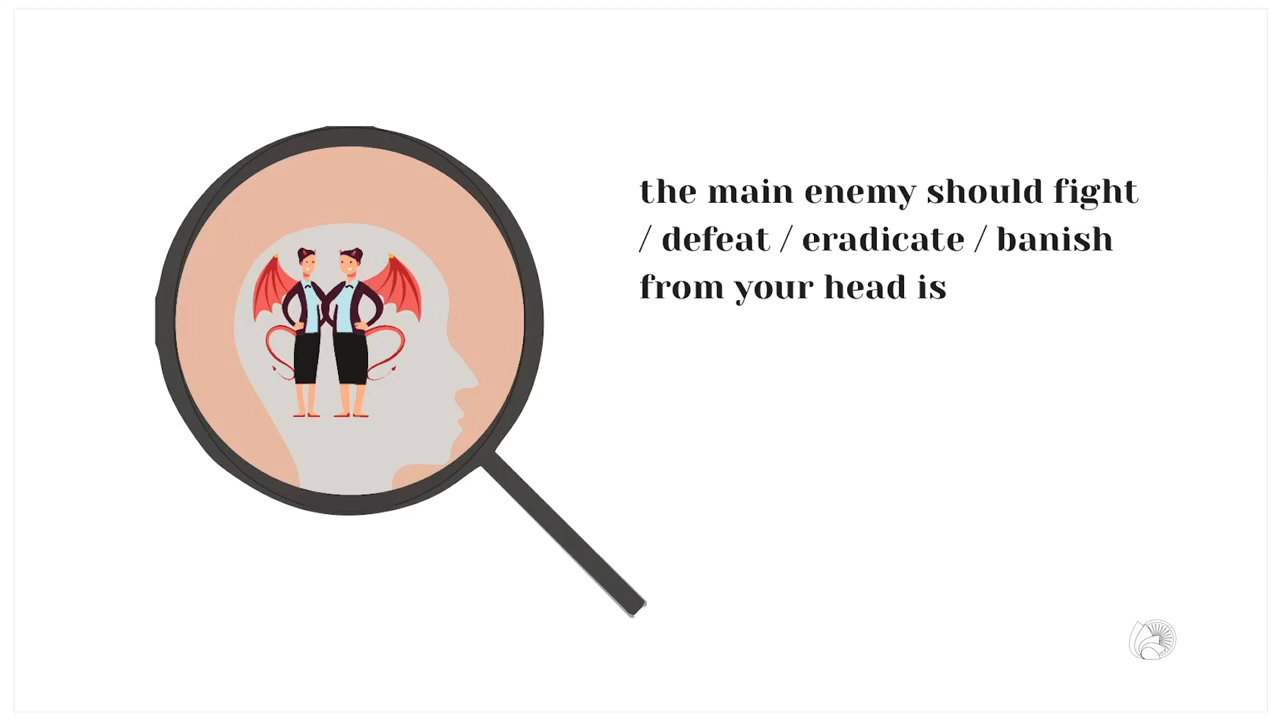 the main enemy should fight
/ defeat / eradicate / banish
from your head is